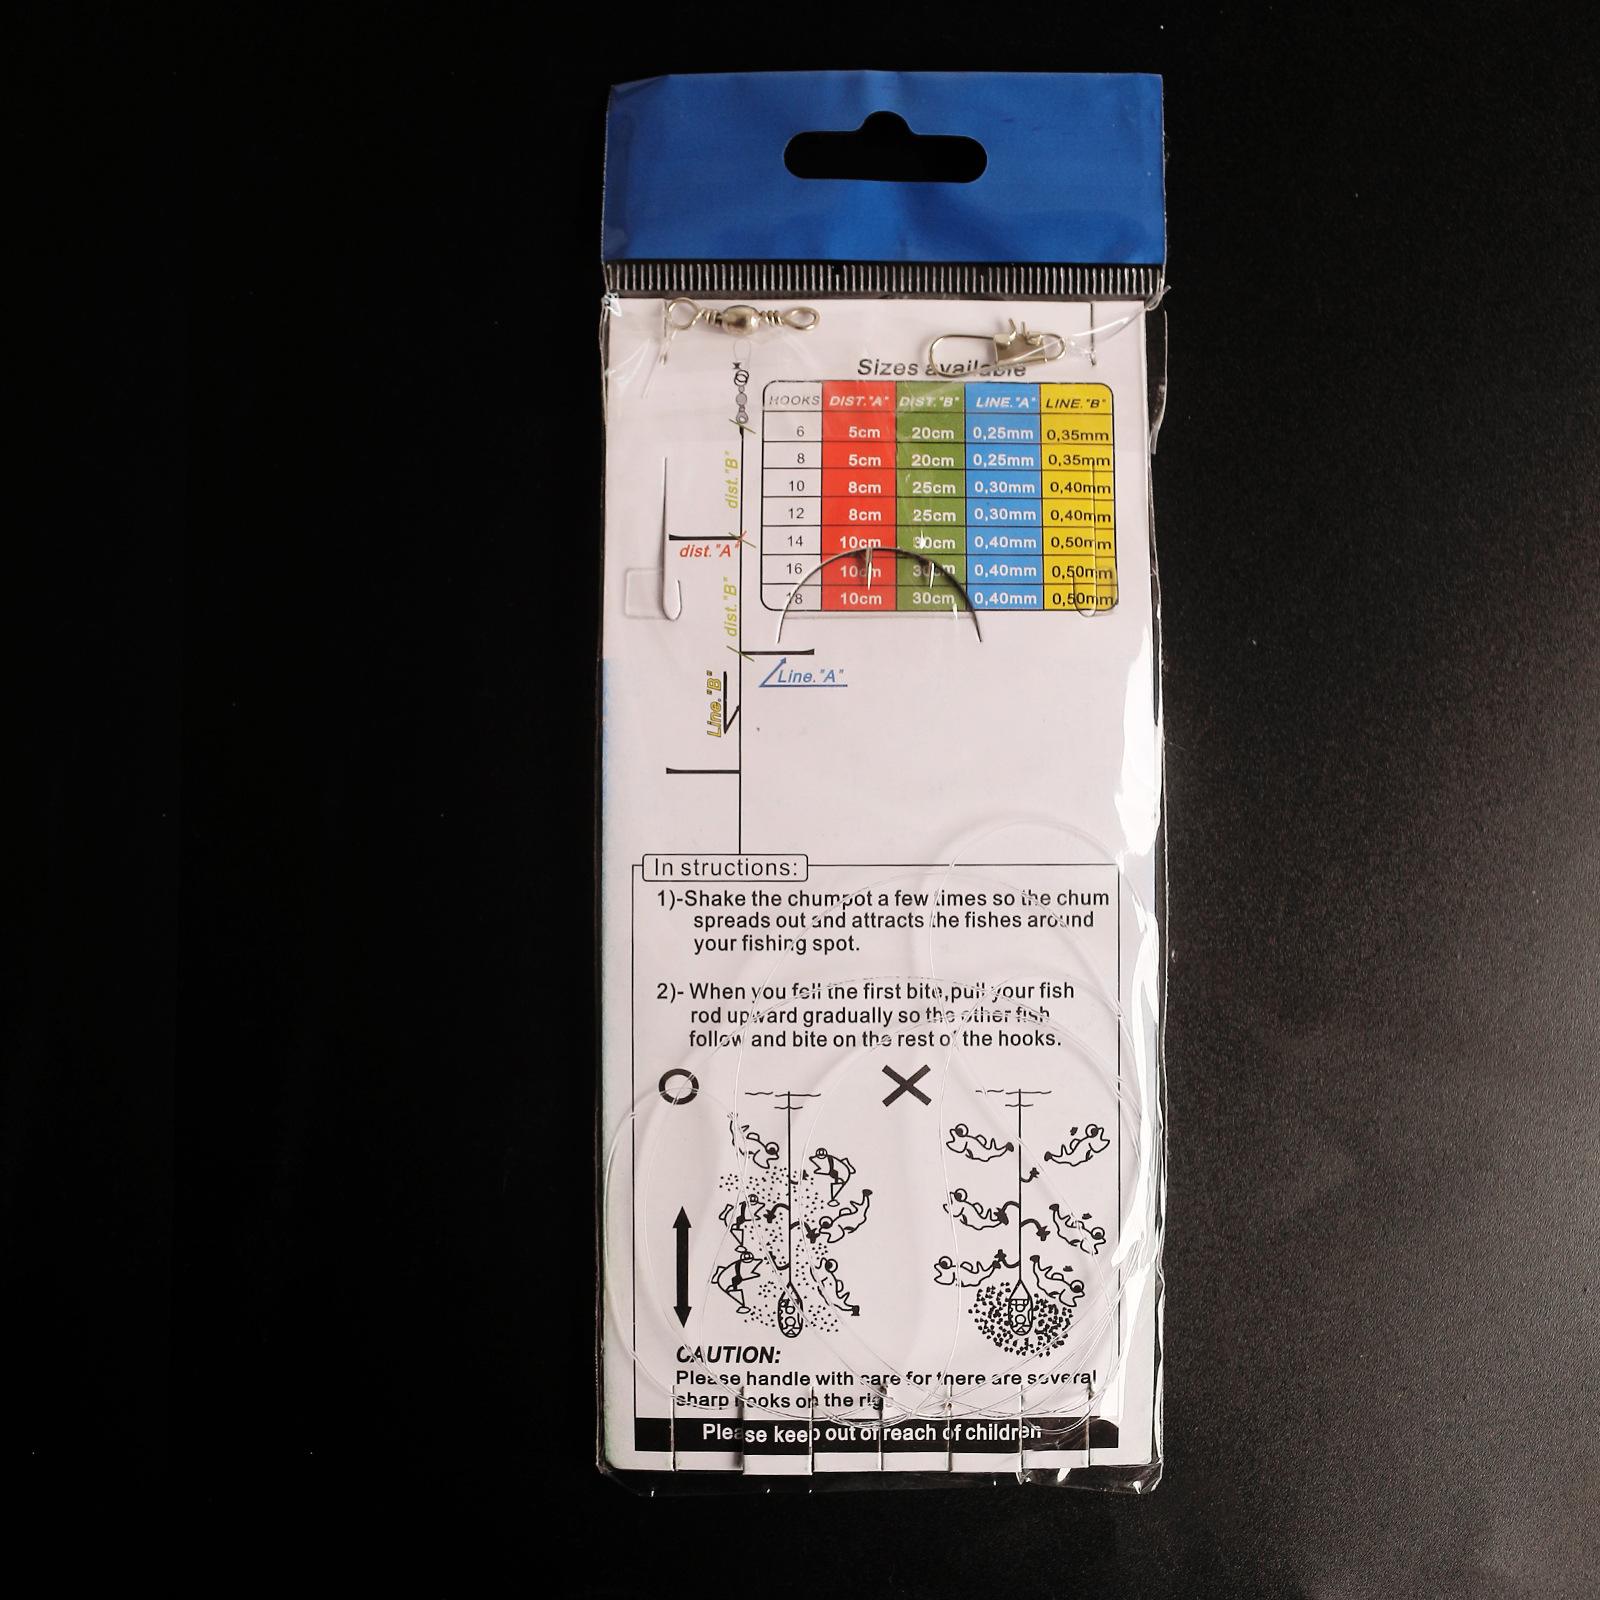 Sizes available
HOOKS DIST."A" DIST."B" LINE."A" LINE."B"
6 5cm 20cm 0,25mm 0,35mm
8 5cm 20cm 0,25mm 0,35mm
10 8cm 25cm 0,30mm 0,40mm
12 8cm 25cm 0,30mm 0,40mm
14 10cm 30cm 0,40mm 0,50mm
16 10cm 30cm 0,40mm 0,50mm
18 10cm 30cm 0,40mm 0,50mm
dist."B"
dist."A"
dist."B"
Line."A"
Line."B"
In structions:
1)-Shake the chumpot a few times so the chum
spreads out and attracts the fishes around
your fishing spot.
2)- When you fell the first bite,pull your fish
rod upward gradually so the other fish
follow and bite on the rest of the hooks.
CAUTION:
Please handle with care for there are several
sharp hooks on the rig
Please keep out of reach of children